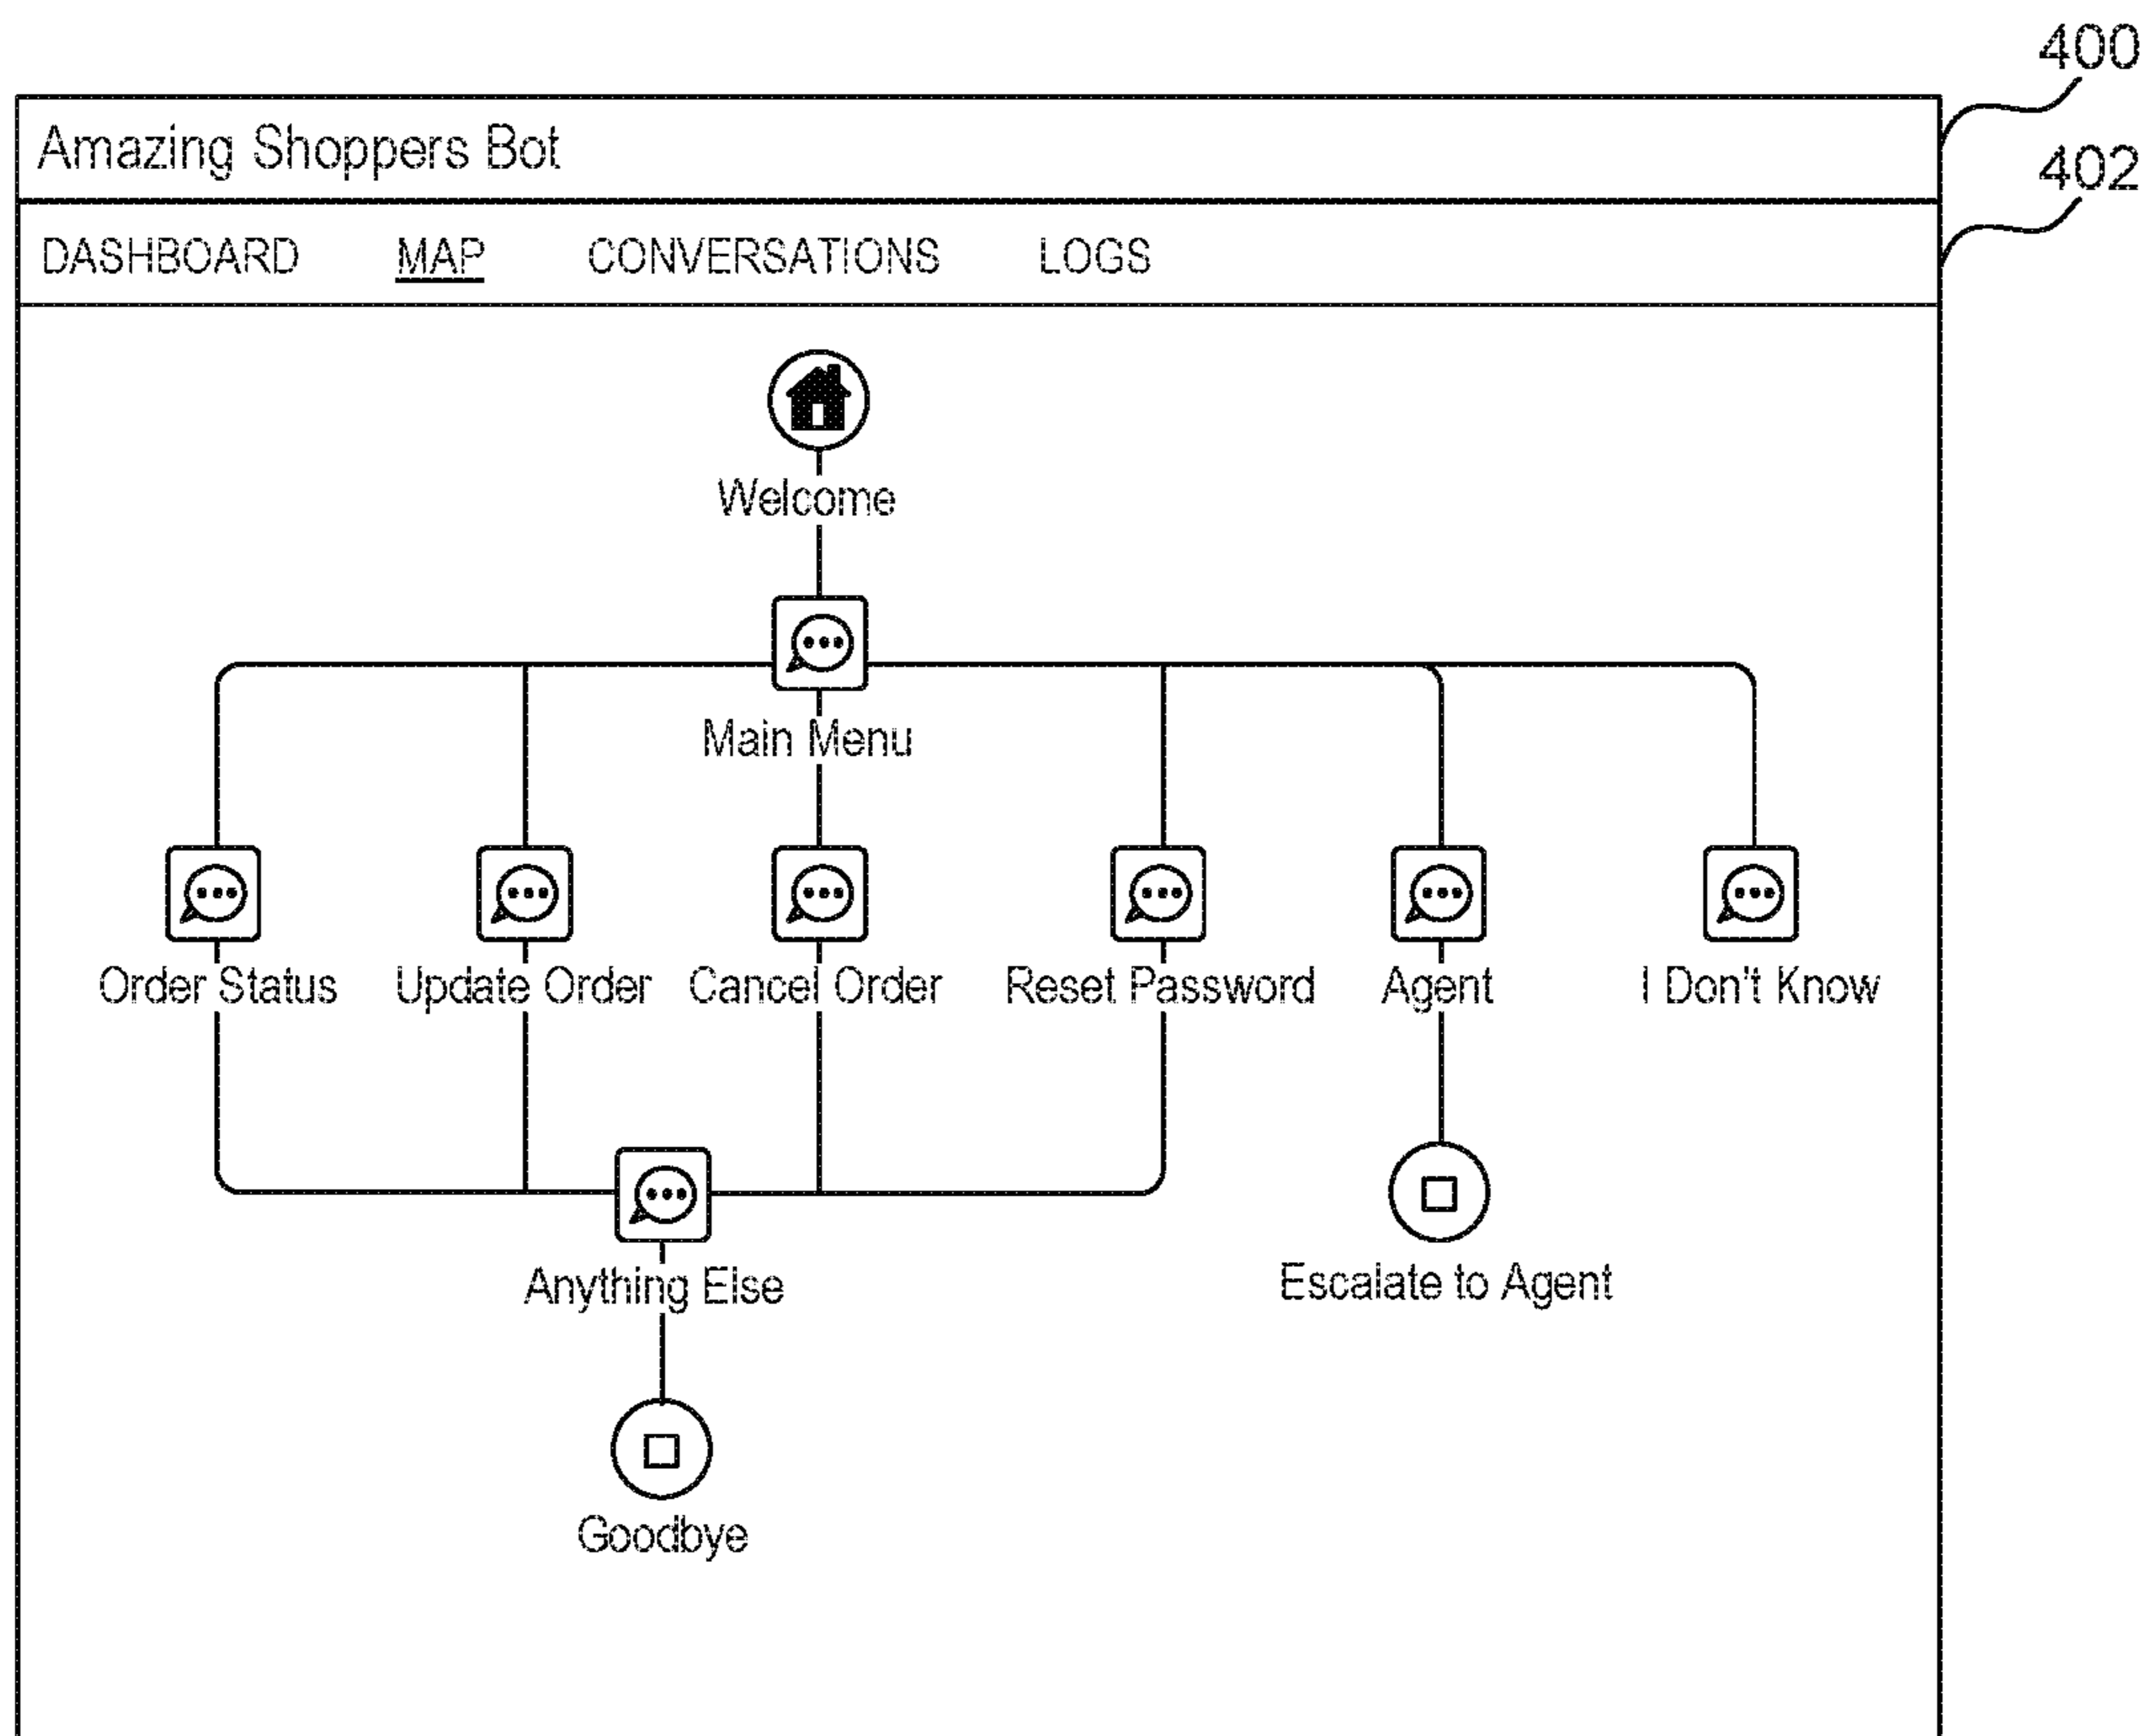 400
Amazing Shoppers Bot
402
DASHBOARD MAP CONVERSATIONS LOGS
Welcome
Main Menu
Order Status Update Order Cancel Order Reset Password Agent I Don't Know
Anything Else Escalate to Agent
Goodbye